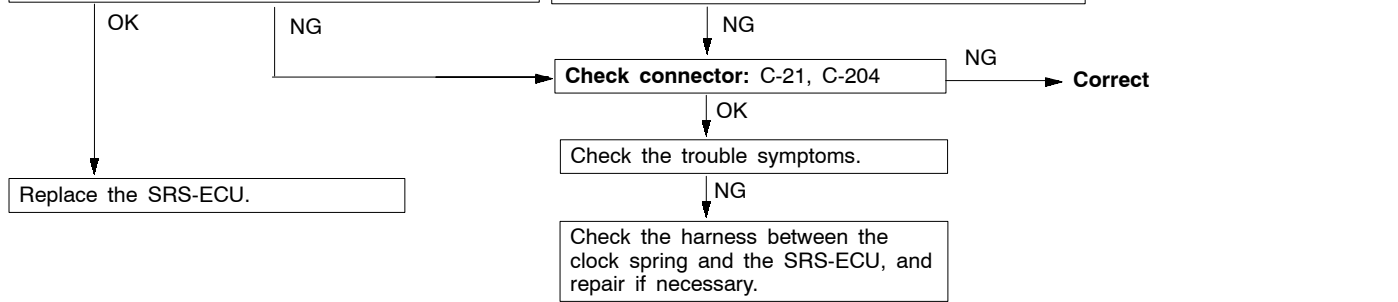 OK
NG
NG
Check connector: C-21, C-204
NG
Correct
OK
Check the trouble symptoms.
Replace the SRS-ECU.
NG
Check the harness between the
clock spring and the SRS-ECU, and
repair if necessary.